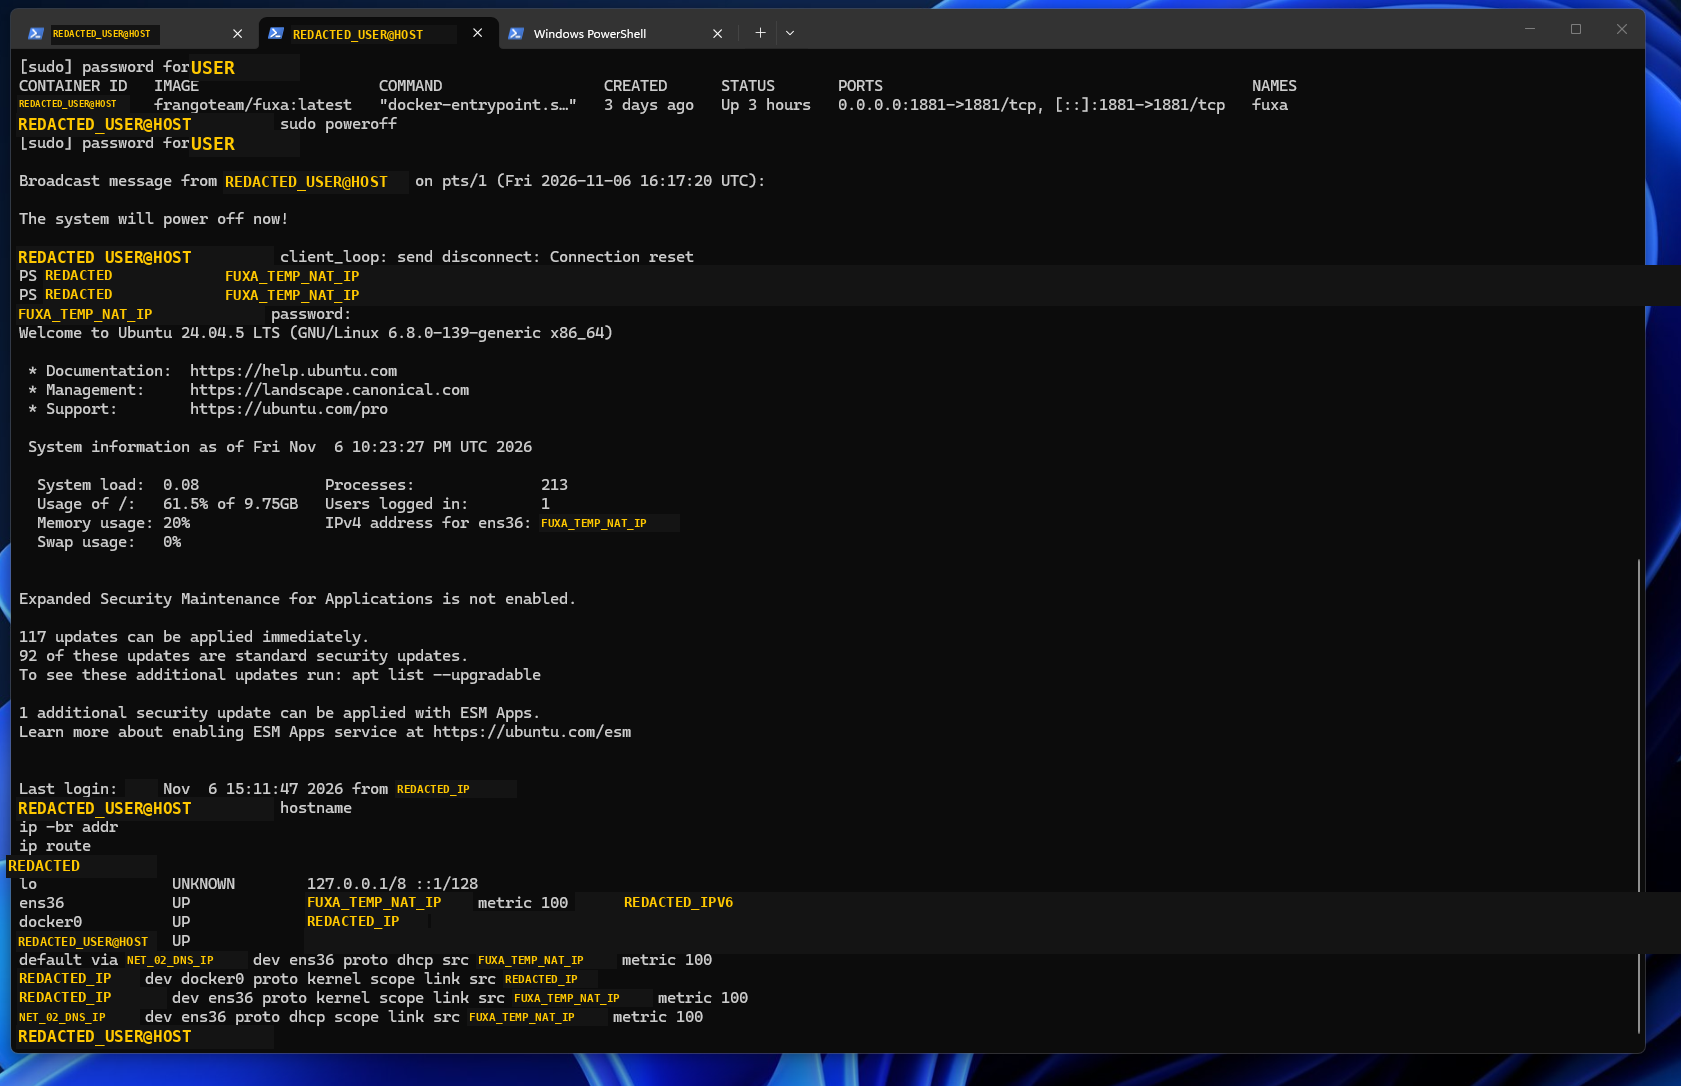 REDACTED_USER@HOST
REDACTED_USER@HOST
Windows PowerShell
[sudo] password for USER
CONTAINER ID IMAGE COMMAND CREATED STATUS PORTS NAMES
REDACTED_USER@HOST frangoteam/fuxa:latest "docker-entrypoint.s…" 3 days ago Up 3 hours 0.0.0.0:1881->1881/tcp, [::]:1881->1881/tcp fuxa
REDACTED_USER@HOST sudo poweroff
[sudo] password for USER
Broadcast message from REDACTED_USER@HOST on pts/1 (Fri 2026-11-06 16:17:20 UTC):
The system will power off now!
REDACTED USER@HOST client_loop: send disconnect: Connection reset
PS REDACTED FUXA_TEMP_NAT_IP
PS REDACTED FUXA_TEMP_NAT_IP
FUXA_TEMP_NAT_IP password:
Welcome to Ubuntu 24.04.5 LTS (GNU/Linux 6.8.0-139-generic x86_64)
* Documentation: https://help.ubuntu.com
* Management: https://landscape.canonical.com
* Support: https://ubuntu.com/pro
System information as of Fri Nov 6 10:23:27 PM UTC 2026
System load: 0.08 Processes: 213
Usage of /: 61.5% of 9.75GB Users logged in: 1
Memory usage: 20% IPv4 address for ens36: FUXA_TEMP_NAT_IP
Swap usage: 0%
Expanded Security Maintenance for Applications is not enabled.
117 updates can be applied immediately.
92 of these updates are standard security updates.
To see these additional updates run: apt list --upgradable
1 additional security update can be applied with ESM Apps.
Learn more about enabling ESM Apps service at https://ubuntu.com/esm
Last login: Nov 6 15:11:47 2026 from REDACTED_IP
REDACTED_USER@HOST hostname
ip -br addr
ip route
REDACTED
lo UNKNOWN 127.0.0.1/8 ::1/128
ens36 UP FUXA_TEMP_NAT_IP metric 100 REDACTED_IPV6
docker0 UP REDACTED_IP
REDACTED_USER@HOST UP
default via NET_02_DNS_IP dev ens36 proto dhcp src FUXA_TEMP_NAT_IP metric 100
REDACTED_IP dev docker0 proto kernel scope link src REDACTED_IP
REDACTED_IP dev ens36 proto kernel scope link src FUXA_TEMP_NAT_IP metric 100
NET_02_DNS_IP dev ens36 proto dhcp scope link src FUXA_TEMP_NAT_IP metric 100
REDACTED_USER@HOST